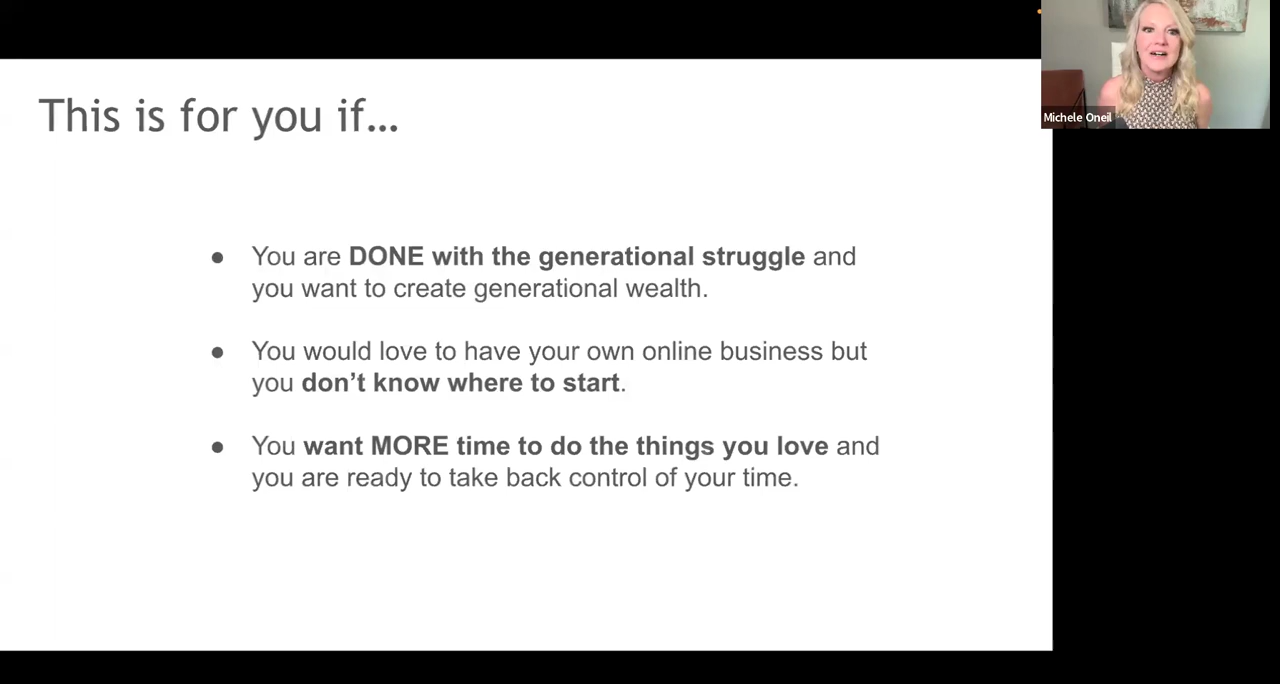 This is for you if...
● You are DONE with the generational struggle and
you want to create generational wealth.
● You would love to have your own online business but
you don’t know where to start.
● You want MORE time to do the things you love and
you are ready to take back control of your time.
Michele Oneil